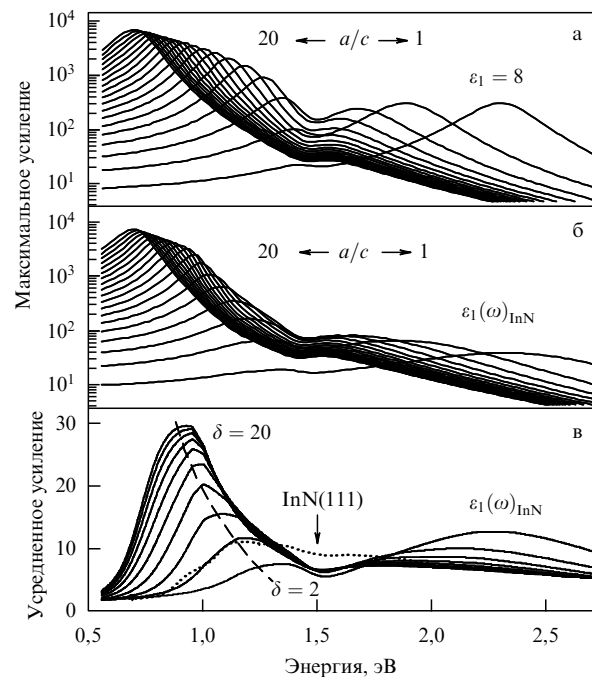 10⁴
10³
10²
10¹
Максимальное усиление
20 ← a/c → 1
а
ε₁ = 8
10⁴
10³
10²
10¹
20 ← a/c → 1
б
ε₁(ω)InN
30
20
10
0
Усредненное усиление
δ = 20
в
InN(111)
ε₁(ω)InN
δ = 2
0,5 1,0 1,5 2,0 2,5
Энергия, эВ